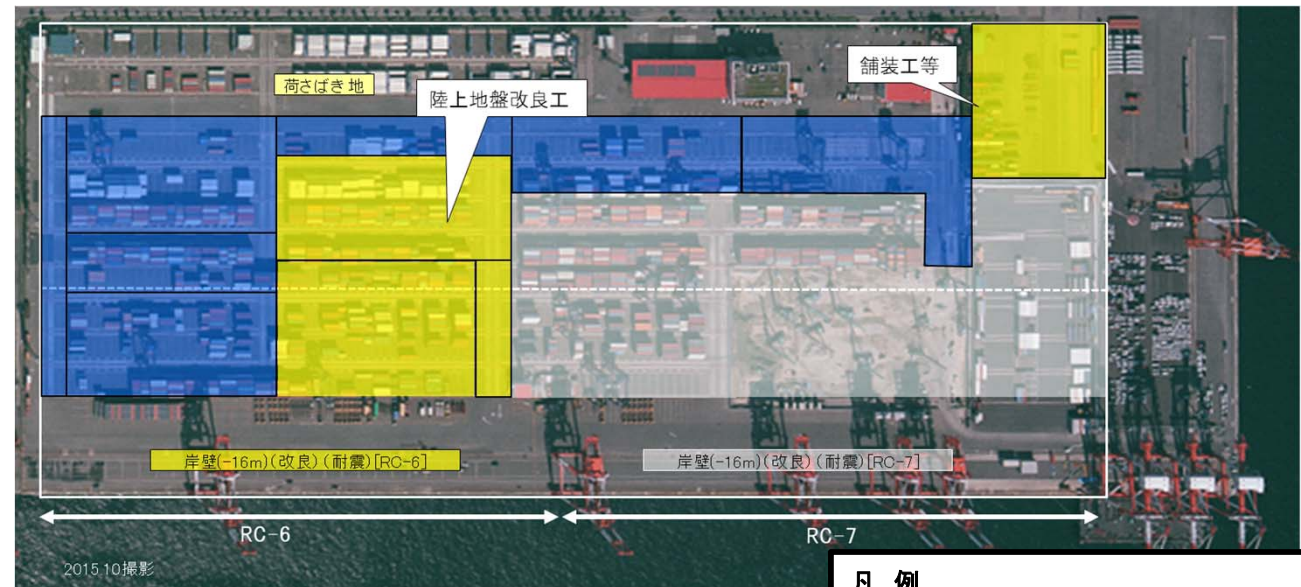 舗装工等
荷さばき地
陸上地盤改良工
岸壁(-16m)(改良)(耐震)[RC-6]
岸壁(-16m)(改良)(耐震)[RC-7]
RC-6
RC-7
2015.10撮影
凡 例